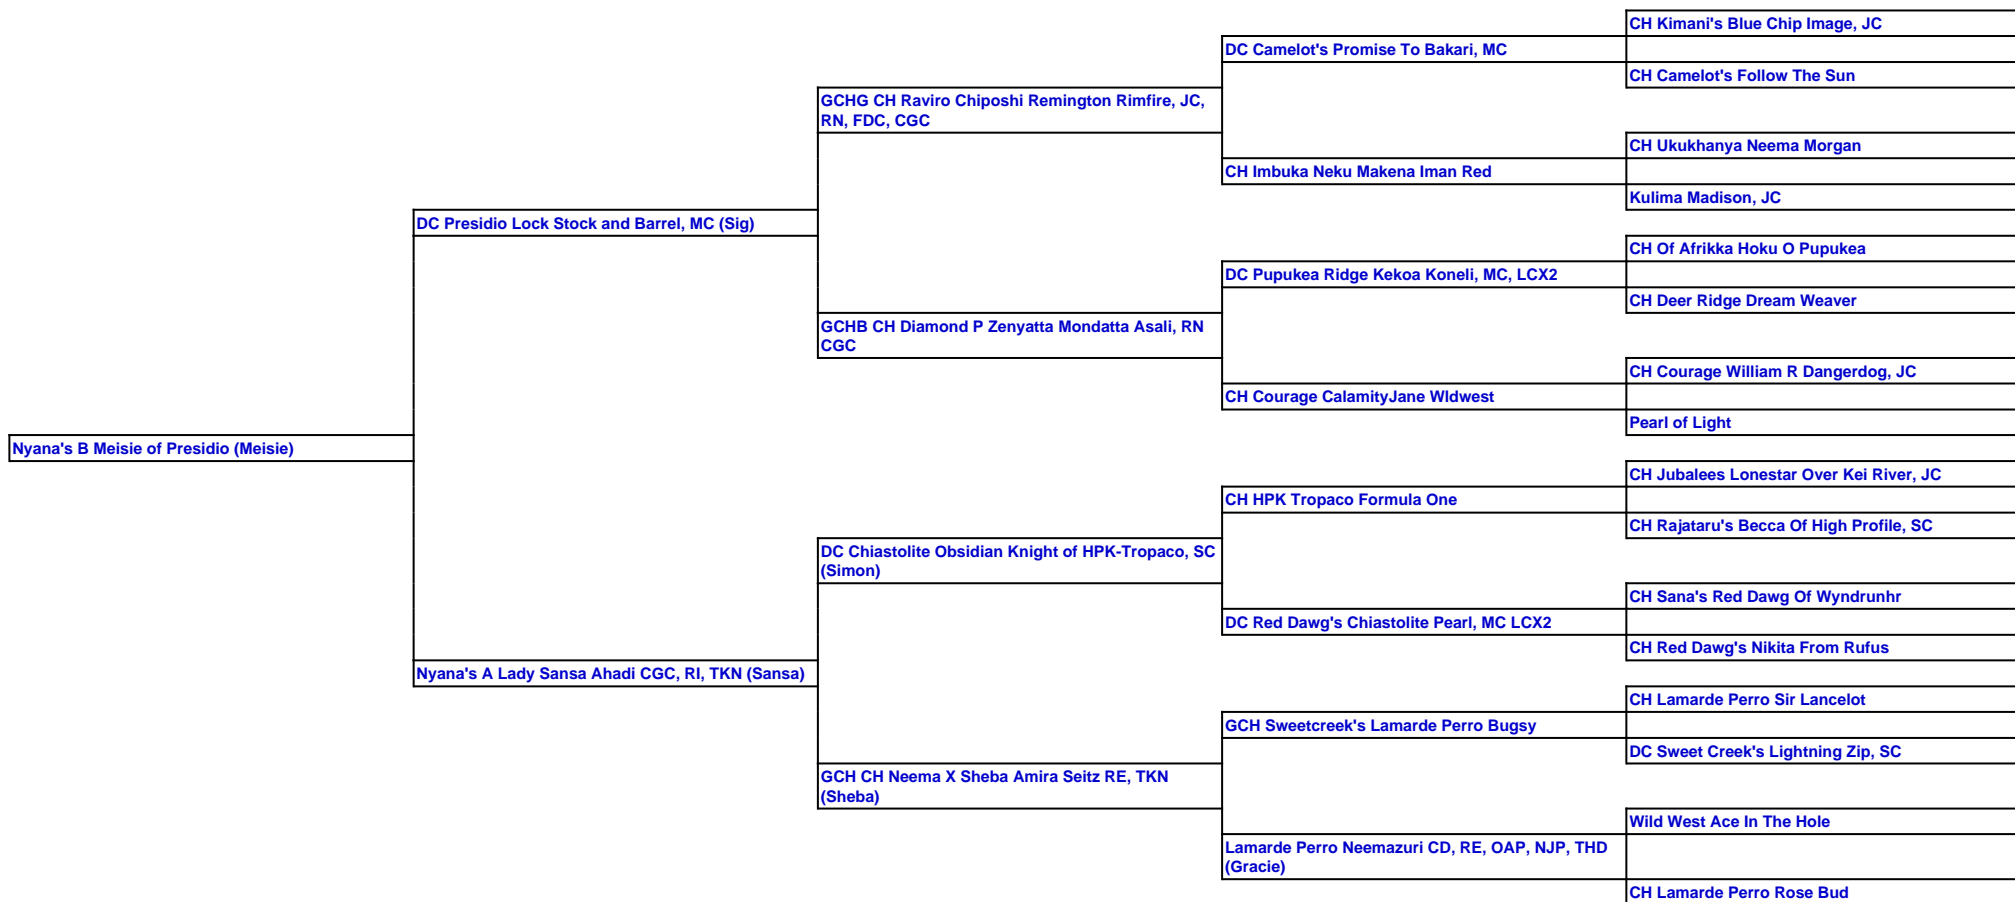 CH Kimani's Blue Chip Image, JC
DC Camelot's Promise To Bakari, MC
CH Camelot's Follow The Sun
GCHG CH Raviro Chiposhi Remington Rimfire, JC,
RN, FDC, CGC
CH Ukukhanya Neema Morgan
CH Imbuka Neku Makena Iman Red
Kulima Madison, JC
DC Presidio Lock Stock and Barrel, MC (Sig)
CH Of Afrikka Hoku O Pupukea
DC Pupukea Ridge Kekoa Koneli, MC, LCX2
CH Deer Ridge Dream Weaver
GCHB CH Diamond P Zenyatta Mondatta Asali, RN
CGC
CH Courage William R Dangerdog, JC
CH Courage CalamityJane Wldwest
Pearl of Light
Nyana's B Meisie of Presidio (Meisie)
CH Jubalees Lonestar Over Kei River, JC
CH HPK Tropaco Formula One
CH Rajataru's Becca Of High Profile, SC
DC Chiastolite Obsidian Knight of HPK-Tropaco, SC
(Simon)
CH Sana's Red Dawg Of Wyndrunhr
DC Red Dawg's Chiastolite Pearl, MC LCX2
CH Red Dawg's Nikita From Rufus
Nyana's A Lady Sansa Ahadi CGC, RI, TKN (Sansa)
CH Lamarde Perro Sir Lancelot
GCH Sweetcreek's Lamarde Perro Bugsy
DC Sweet Creek's Lightning Zip, SC
GCH CH Neema X Sheba Amira Seitz RE, TKN
(Sheba)
Wild West Ace In The Hole
Lamarde Perro Neemazuri CD, RE, OAP, NJP, THD
(Gracie)
CH Lamarde Perro Rose Bud